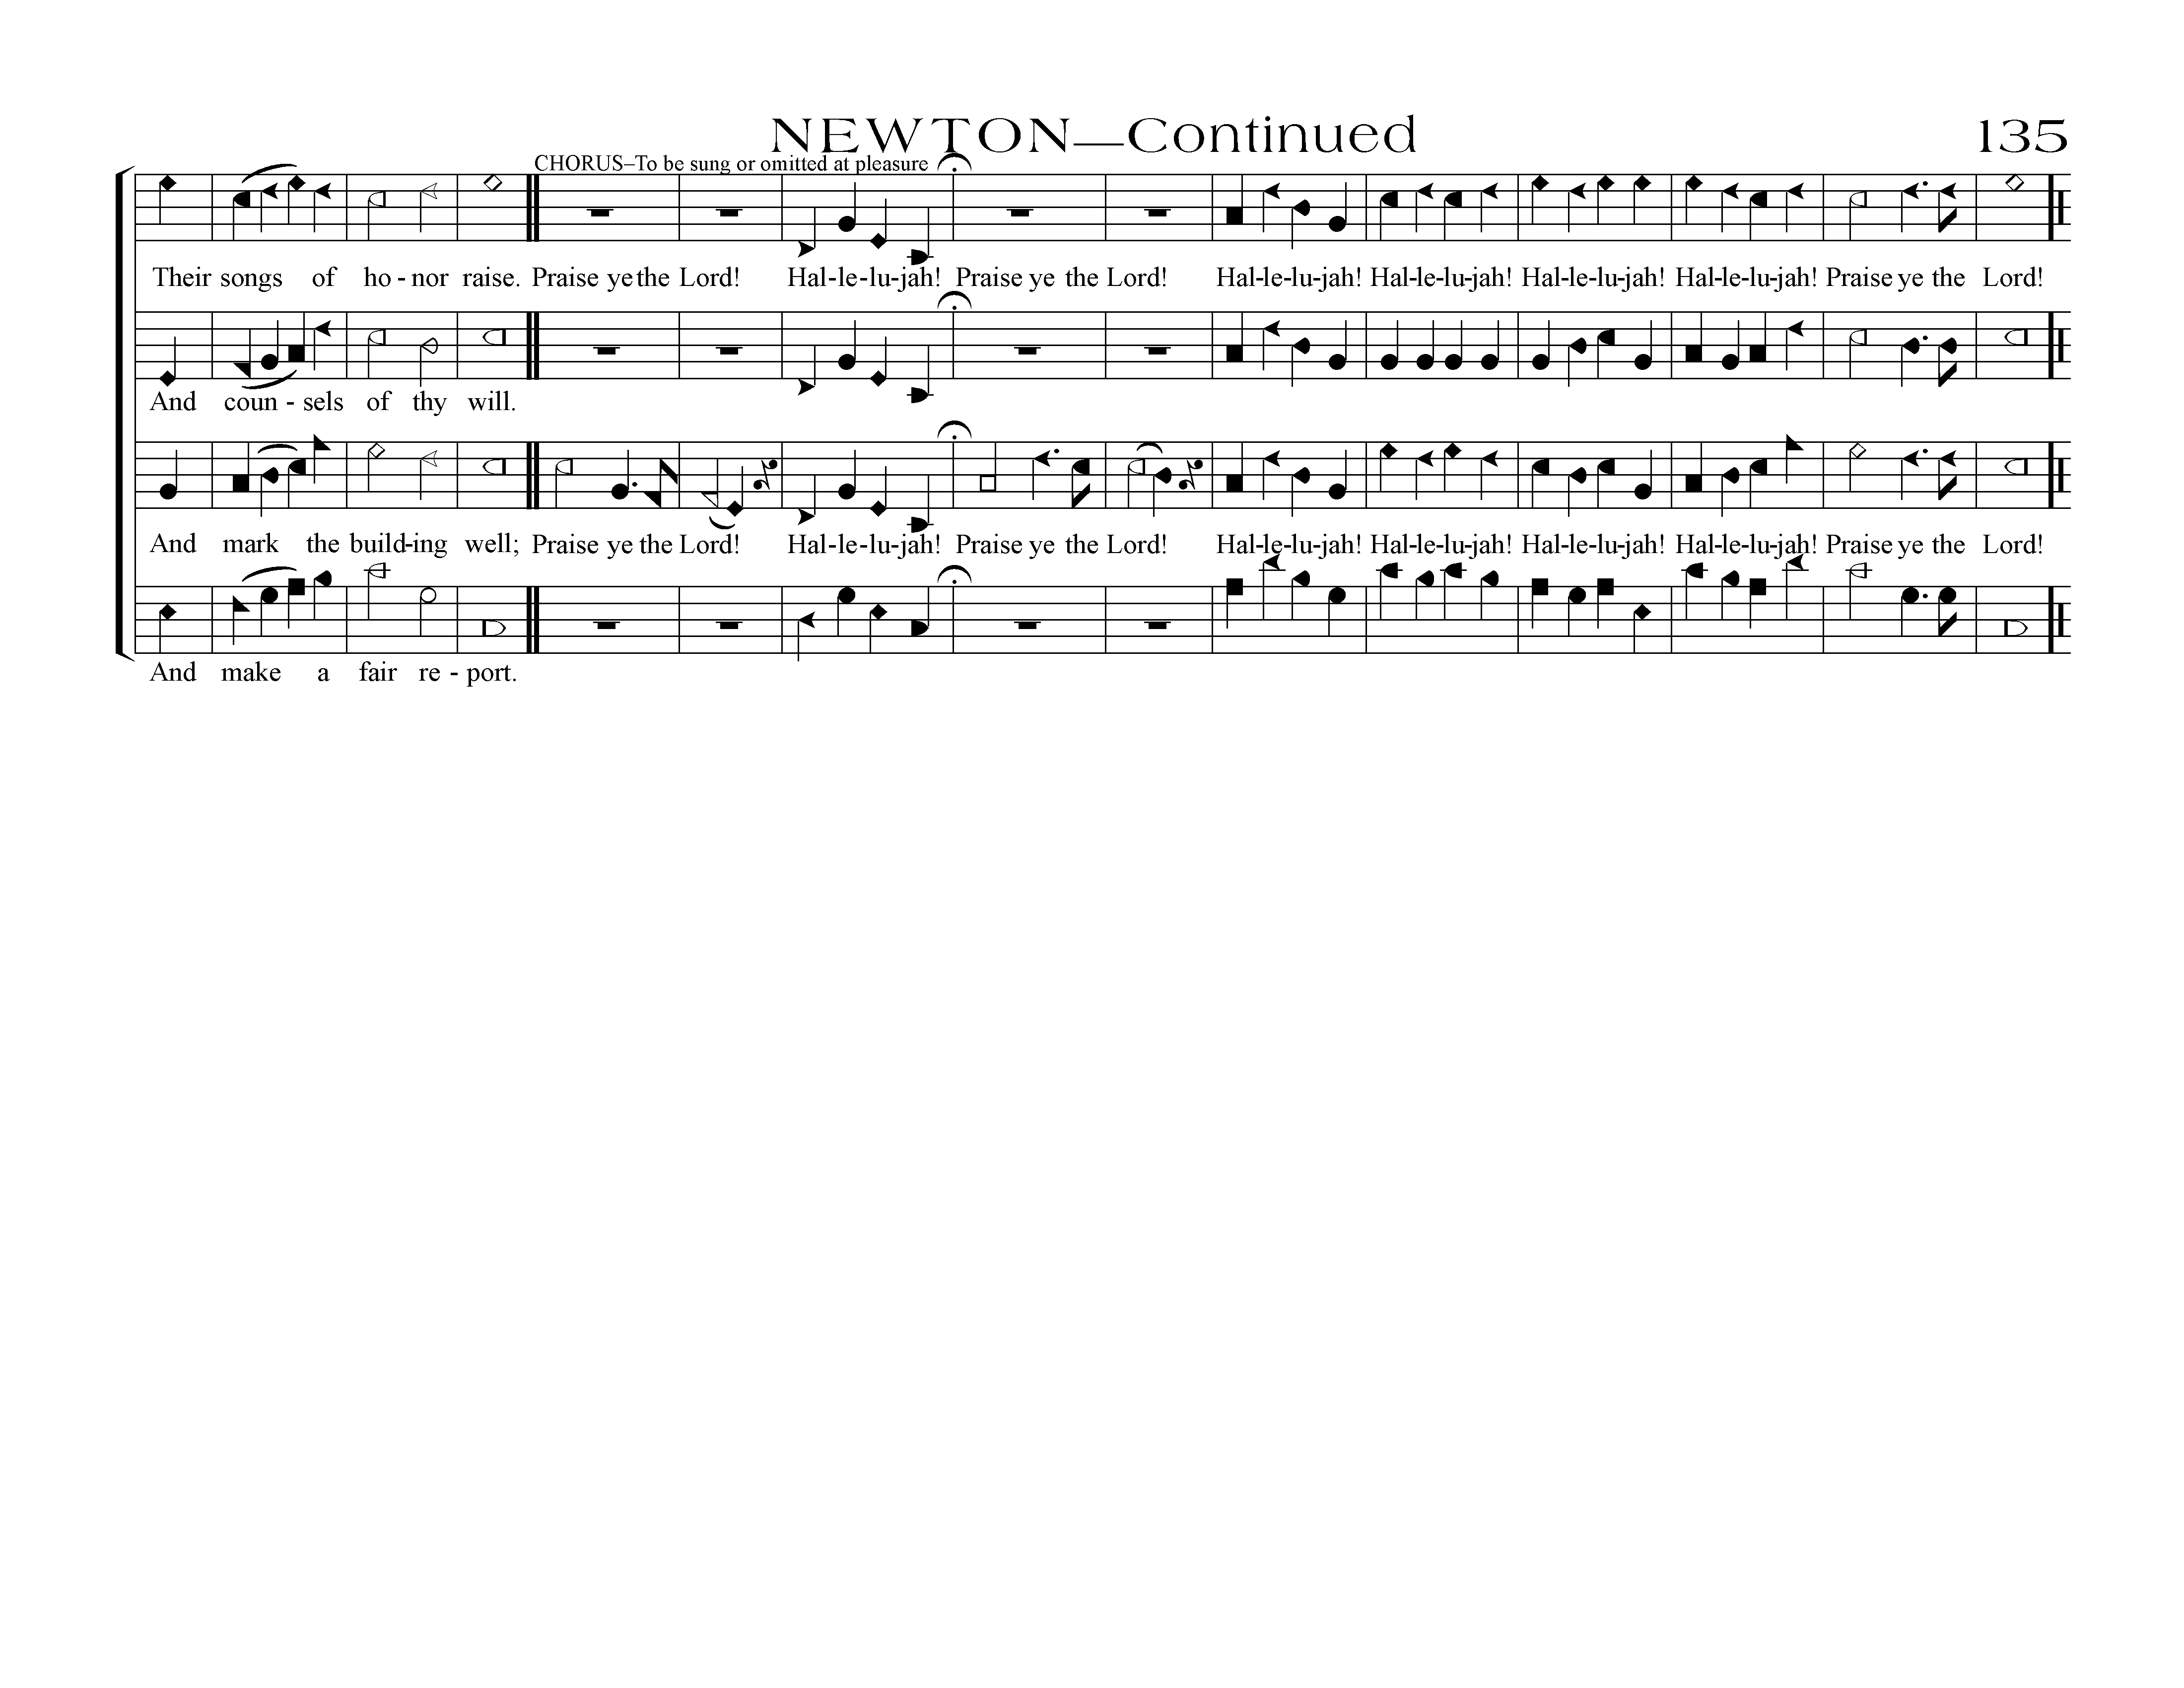 NEWTON—Continued 135
CHORUS–To be sung or omitted at pleasure
Their songs of ho - nor raise. Praise ye the Lord! Hal-le-lu-jah! Praise ye the Lord! Hal-le-lu-jah! Hal-le-lu-jah! Hal-le-lu-jah! Hal-le-lu-jah! Praise ye the Lord!
And coun - sels of thy will.
And mark the build-ing well; Praise ye the Lord! Hal-le-lu-jah! Praise ye the Lord! Hal-le-lu-jah! Hal-le-lu-jah! Hal-le-lu-jah! Hal-le-lu-jah! Praise ye the Lord!
And make a fair re - port.